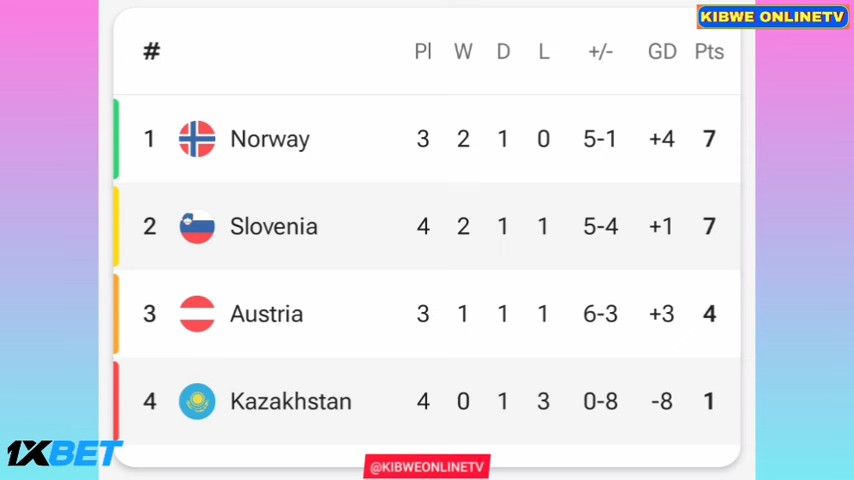 KIBWE ONLINETV
# Pl W D L +/- GD Pts
1 Norway 3 2 1 0 5-1 +4 7
2 Slovenia 4 2 1 1 5-4 +1 7
3 Austria 3 1 1 1 6-3 +3 4
4 Kazakhstan 4 0 1 3 0-8 -8 1
1XBET
@KIBWEONLINETV